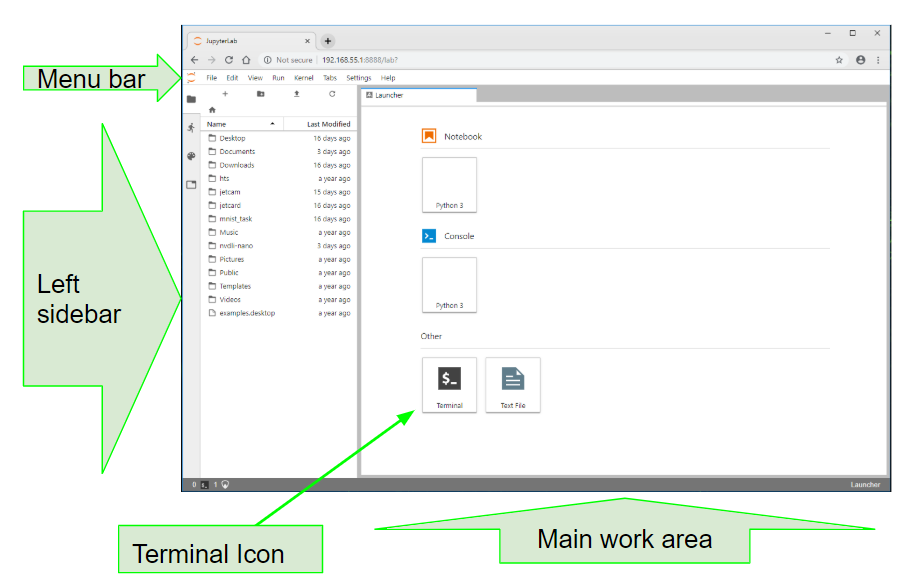 JupyterLab
Not secure | 192.168.55.1:8888/lab?
Menu bar
File Edit View Run Kernel Tabs Settings Help
Launcher
Name Last Modified
Desktop 16 days ago
Documents 3 days ago
Downloads 16 days ago
hts a year ago
jetcam 15 days ago
jetcard 16 days ago
mnist_task 16 days ago
Music a year ago
nvdli-nano 3 days ago
Pictures a year ago
Public a year ago
Templates a year ago
Videos a year ago
examples.desktop a year ago
Notebook
Python 3
Console
Python 3
Other
$_
Terminal Text File
Left
sidebar
0 $_ 1 Launcher
Terminal Icon
Main work area